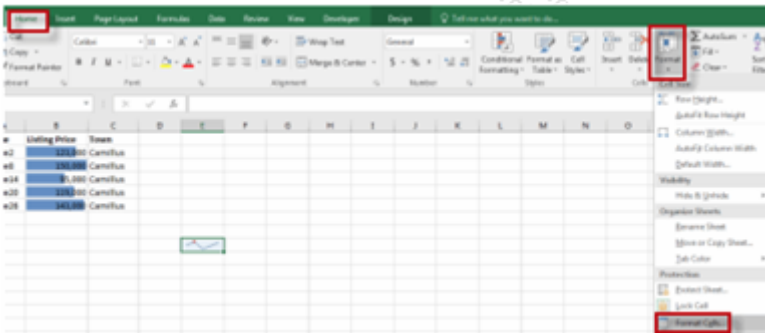 Home Insert Page Layout Formulas Data Review View Developer Design Tell me what you want to do...
Cut
Copy
Format Painter
Calibri
Wrap Text
Merge & Center
General
Conditional Formatting
Format as Table
Cell Styles
Insert Delete Format
AutoSum
Fill
Clear
Font Alignment Number Styles Cells
Cell Size
Row Height...
AutoFit Row Height
Column Width...
AutoFit Column Width
Default Width...
Visibility
Hide & Unhide
Organize Sheets
Rename Sheet
Move or Copy Sheet...
Tab Color
Protection
Protect Sheet...
Lock Cell
Format Cells...
B C D E F G H I J K L M N O
Listing Price Town
Camillus
Camillus
Camillus
Camillus
Camillus